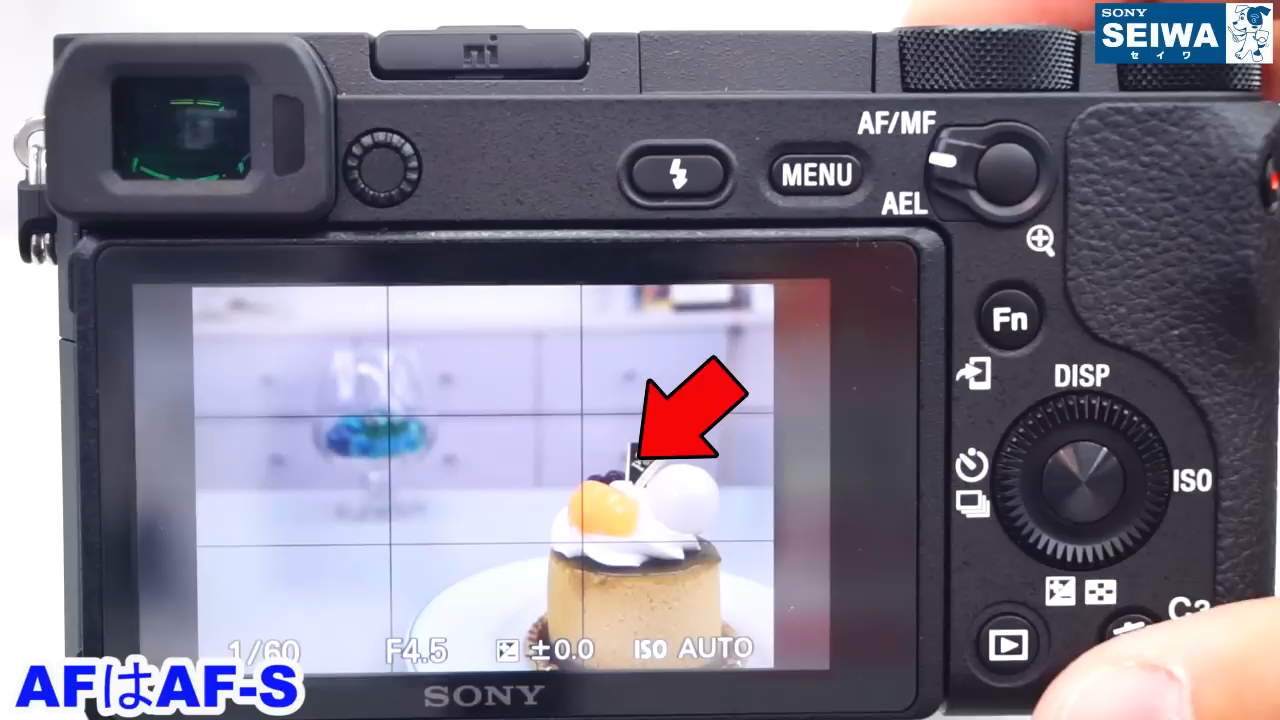 SONY
SEIWA
セイワ
AF/MF
MENU
AEL
Fn
DISP
ISO
1/60 F4.5 ±0.0 ISO AUTO
SONY
AFはAF-S